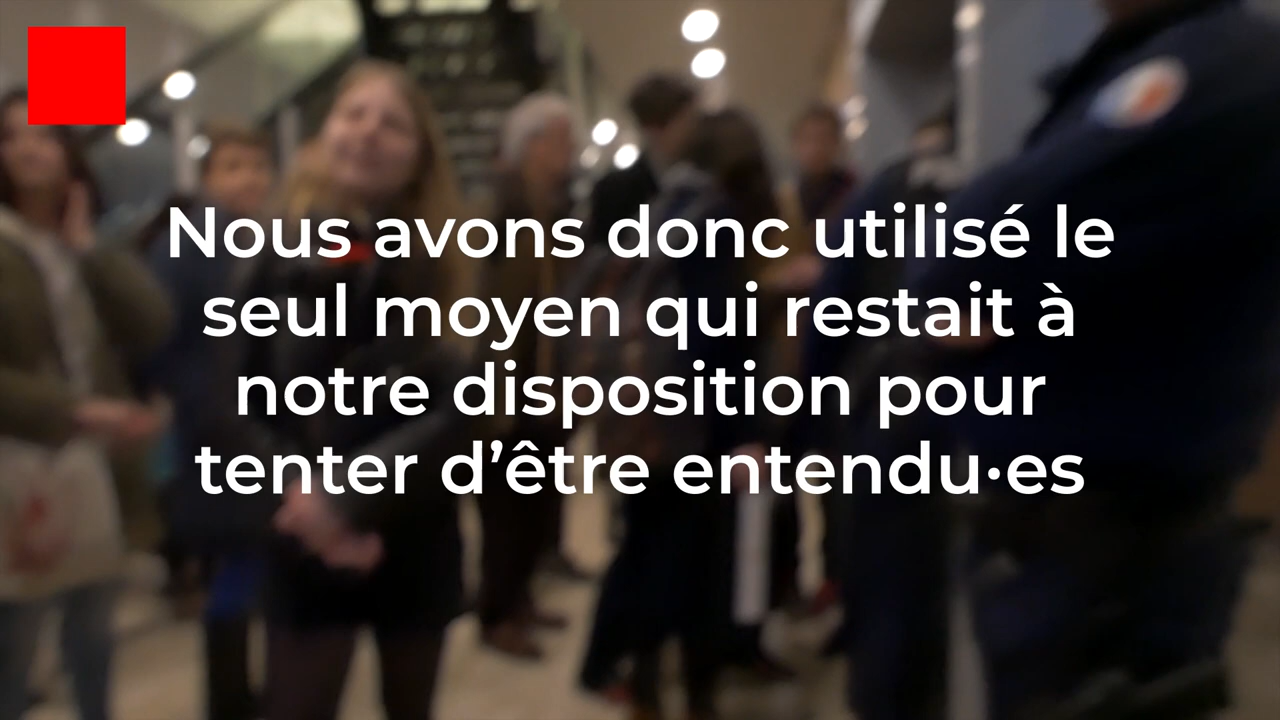 Nous avons donc utilisé le
seul moyen qui restait à
notre disposition pour
tenter d’être entendu·es